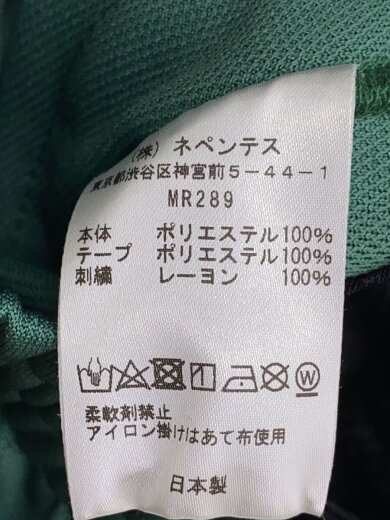 (株) ネペンテス
東京都渋谷区神宮前5-44-1
MR289
本体 ポリエステル100%
テープ ポリエステル100%
刺繍 レーヨン 100%
W
柔軟剤禁止
アイロン掛けはあて布使用
日本製